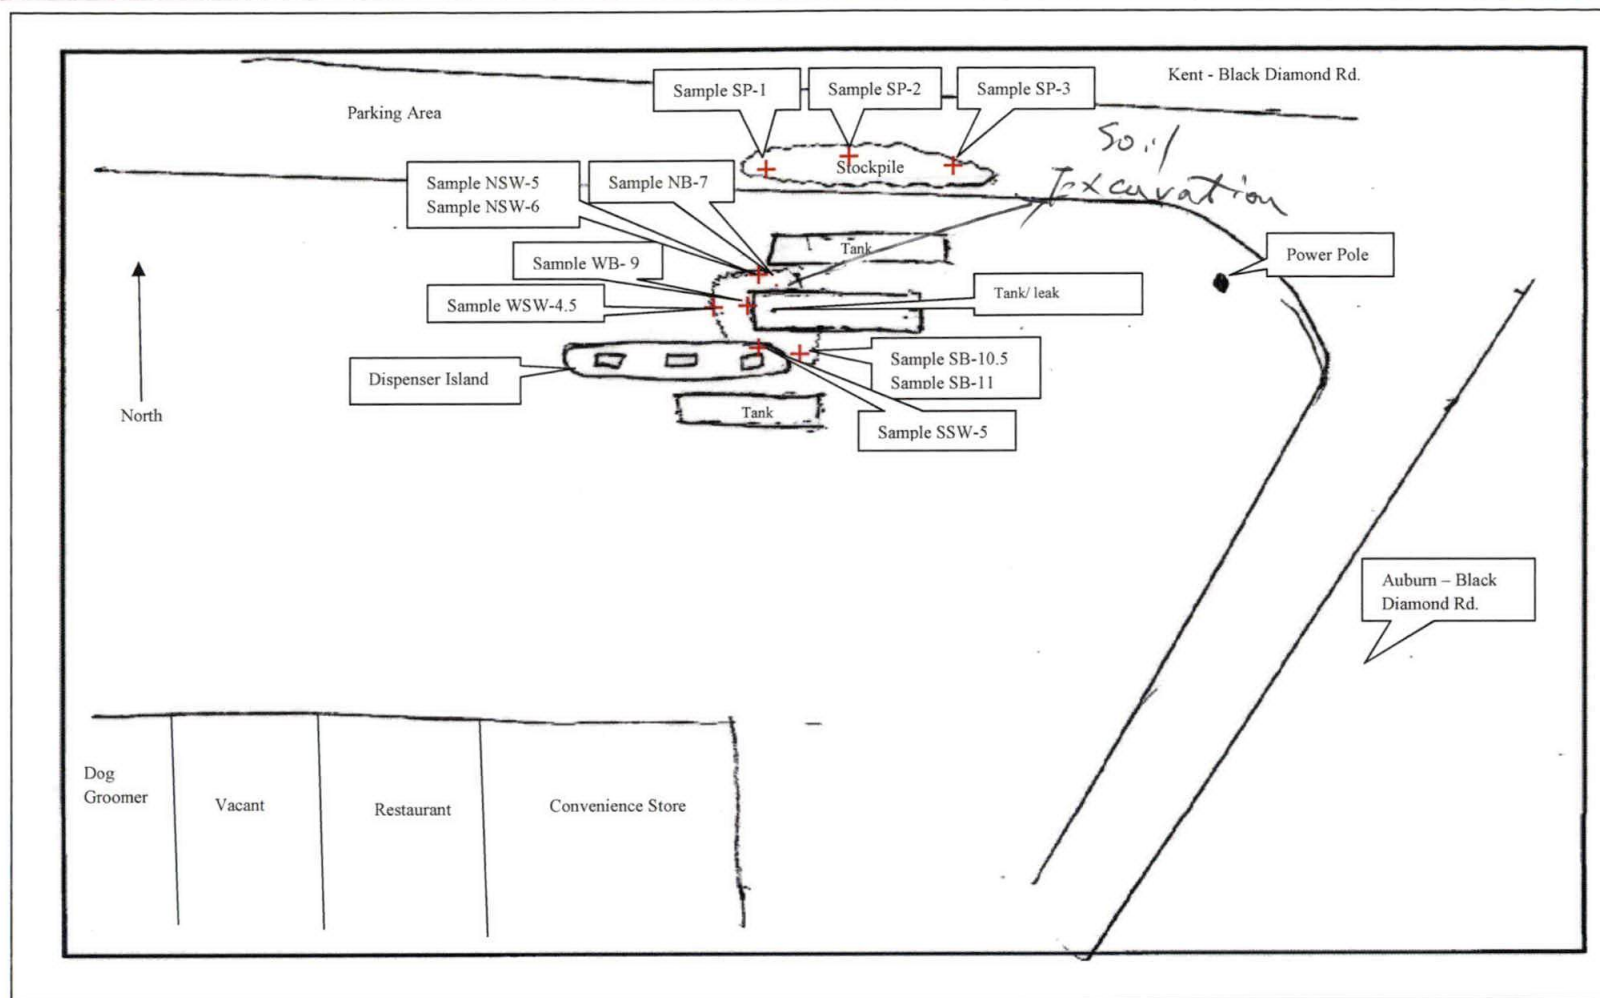 Kent - Black Diamond Rd.
Sample SP-1
Sample SP-2
Sample SP-3
Parking Area
Soil
Excavation
Stockpile
Sample NSW-5
Sample NSW-6
Sample NB-7
Tank
Power Pole
Sample WB- 9
Tank/ leak
Sample WSW-4.5
Sample SB-10.5
Sample SB-11
Dispenser Island
North
Tank
Sample SSW-5
Auburn – Black
Diamond Rd.
Dog
Groomer
Vacant
Restaurant
Convenience Store